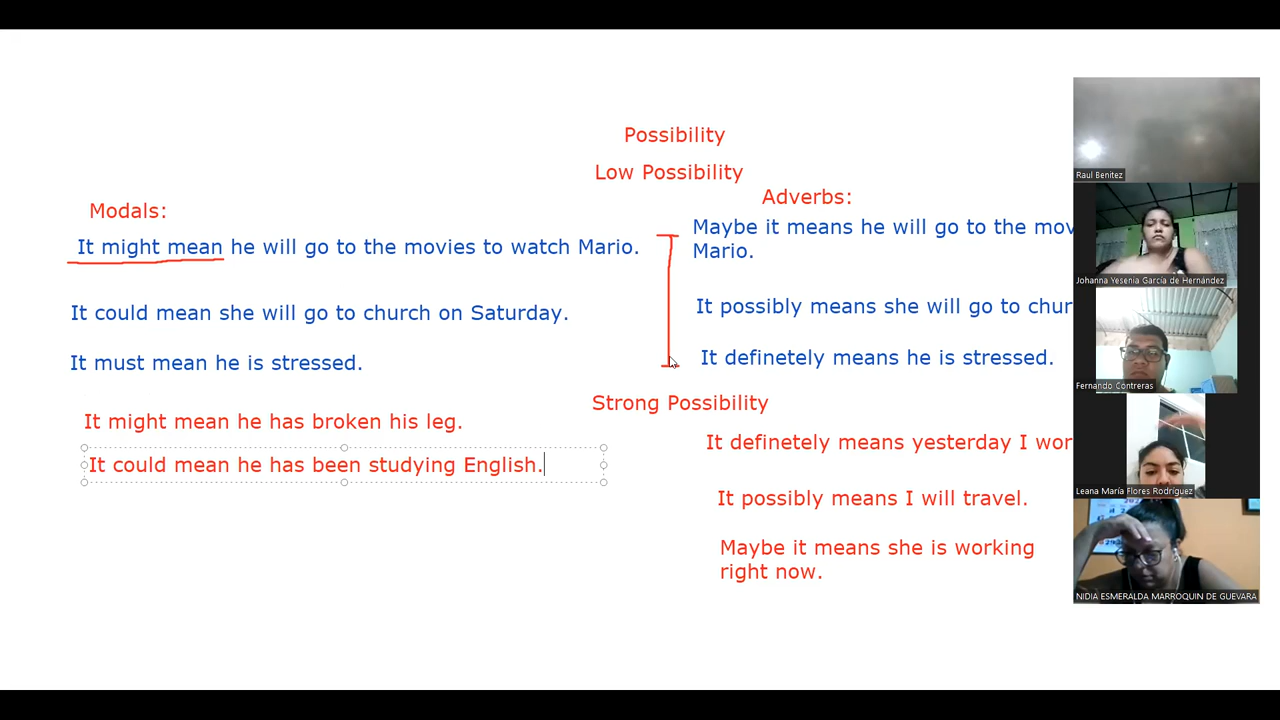 Possibility
Low Possibility
Modals:
It might mean he will go to the movies to watch Mario.
It could mean she will go to church on Saturday.
It must mean he is stressed.
It might mean he has broken his leg.
It could mean he has been studying English.
Adverbs:
Maybe it means he will go to the mov
Mario.
It possibly means she will go to chur
It definetely means he is stressed.
Strong Possibility
It definetely means yesterday I wor
It possibly means I will travel.
Maybe it means she is working
right now.
Raul Benitez
Johanna Yesenia García de Hernández
Fernando Contreras
Leana María Flores Rodríguez
NIDIA ESMERALDA MARROQUIN DE GUEVARA